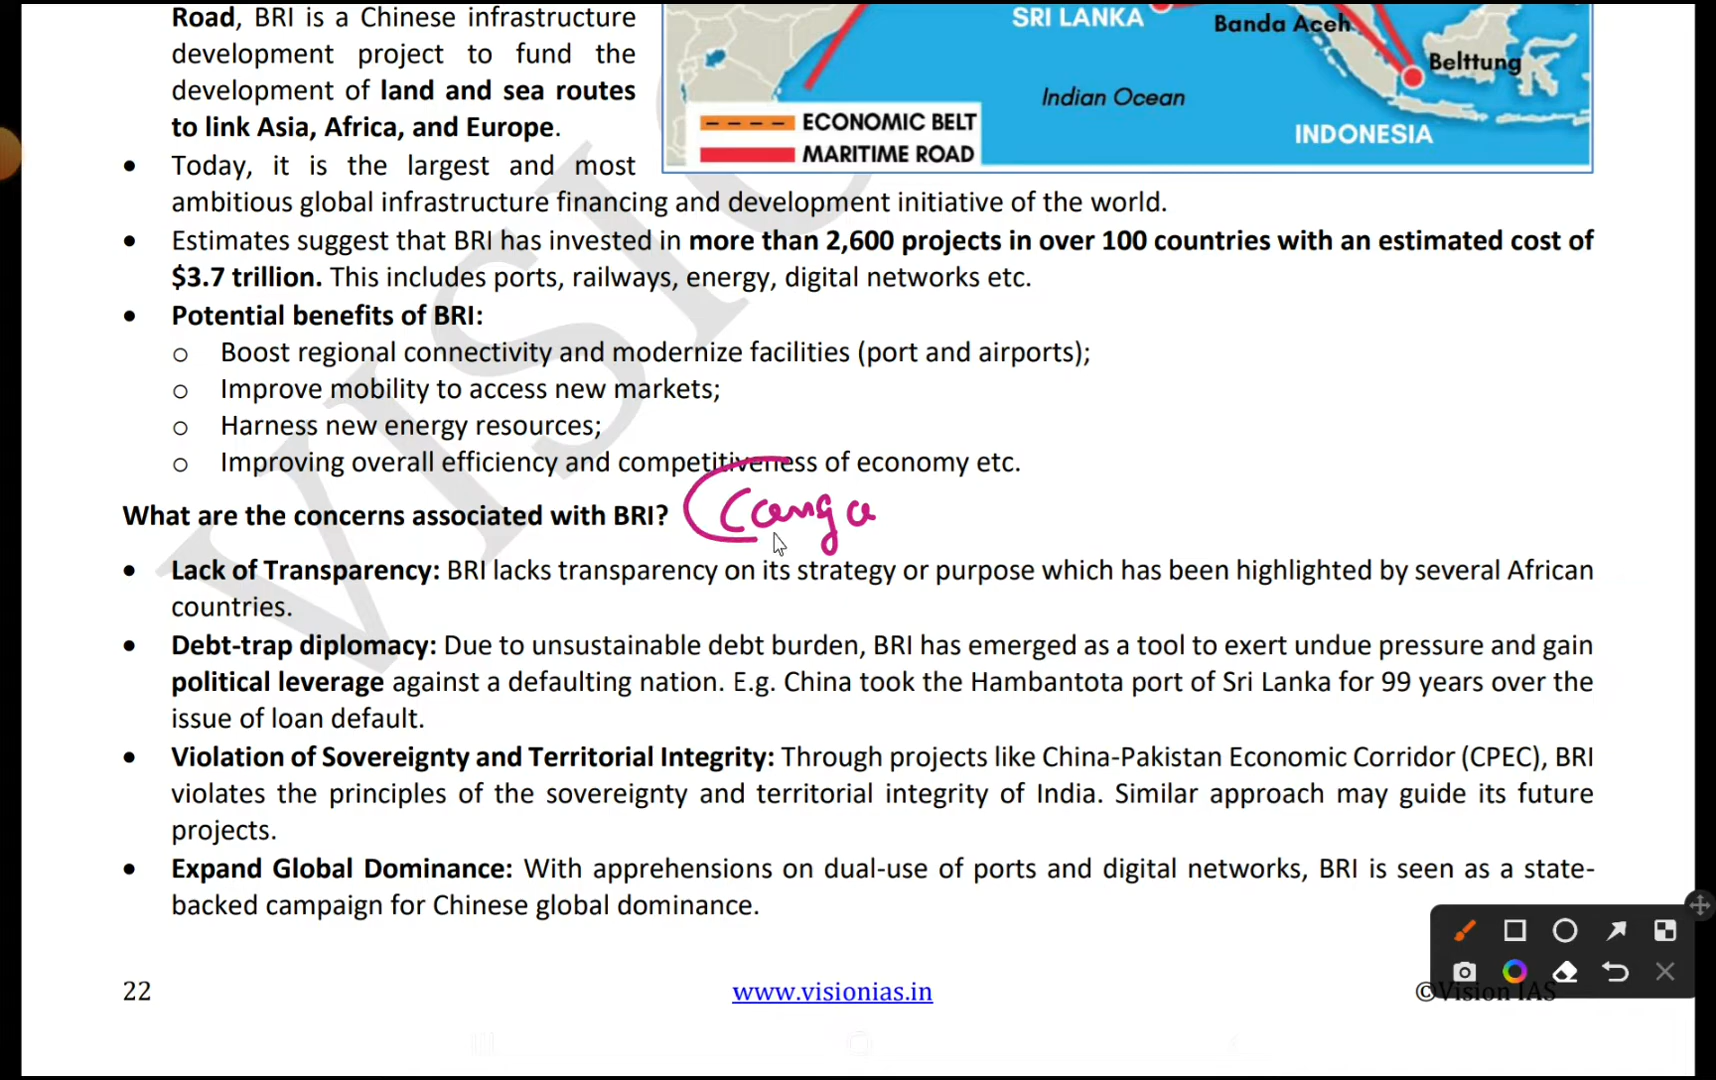 SRI LANKA
Banda Aceh
Belttung
Indian Ocean
INDONESIA
ECONOMIC BELT
MARITIME ROAD
Road, BRI is a Chinese infrastructure
development project to fund the
development of land and sea routes
to link Asia, Africa, and Europe.
• Today, it is the largest and most
ambitious global infrastructure financing and development initiative of the world.
• Estimates suggest that BRI has invested in more than 2,600 projects in over 100 countries with an estimated cost of
$3.7 trillion. This includes ports, railways, energy, digital networks etc.
• Potential benefits of BRI:
o Boost regional connectivity and modernize facilities (port and airports);
o Improve mobility to access new markets;
o Harness new energy resources;
o Improving overall efficiency and competitiveness of economy etc.
What are the concerns associated with BRI?
• Lack of Transparency: BRI lacks transparency on its strategy or purpose which has been highlighted by several African
countries.
• Debt-trap diplomacy: Due to unsustainable debt burden, BRI has emerged as a tool to exert undue pressure and gain
political leverage against a defaulting nation. E.g. China took the Hambantota port of Sri Lanka for 99 years over the
issue of loan default.
• Violation of Sovereignty and Territorial Integrity: Through projects like China-Pakistan Economic Corridor (CPEC), BRI
violates the principles of the sovereignty and territorial integrity of India. Similar approach may guide its future
projects.
• Expand Global Dominance: With apprehensions on dual-use of ports and digital networks, BRI is seen as a state-
backed campaign for Chinese global dominance.
22
www.visionias.in
©Vision IAS